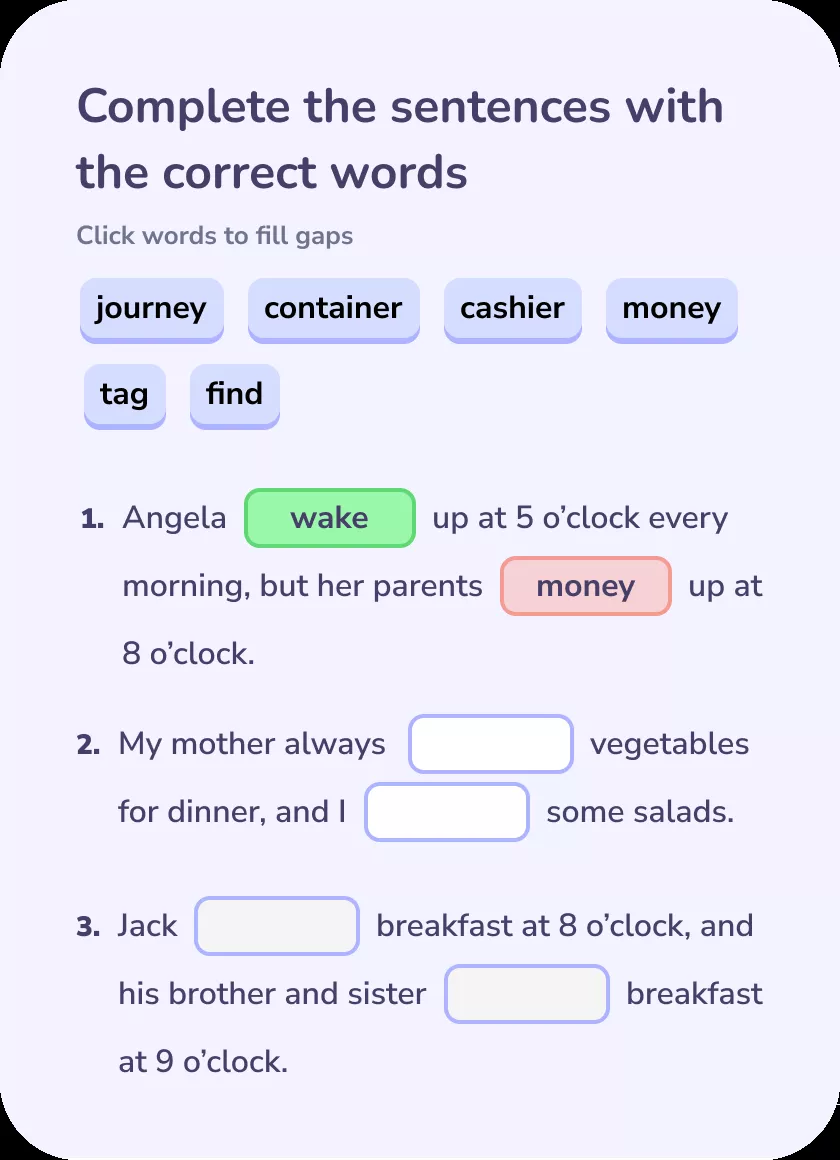 Complete the sentences with
the correct words
Click words to fill gaps
journey container cashier money
tag find
1. Angela wake up at 5 o’clock every
morning, but her parents money up at
8 o’clock.
2. My mother always vegetables
for dinner, and I some salads.
3. Jack breakfast at 8 o’clock, and
his brother and sister breakfast
at 9 o’clock.